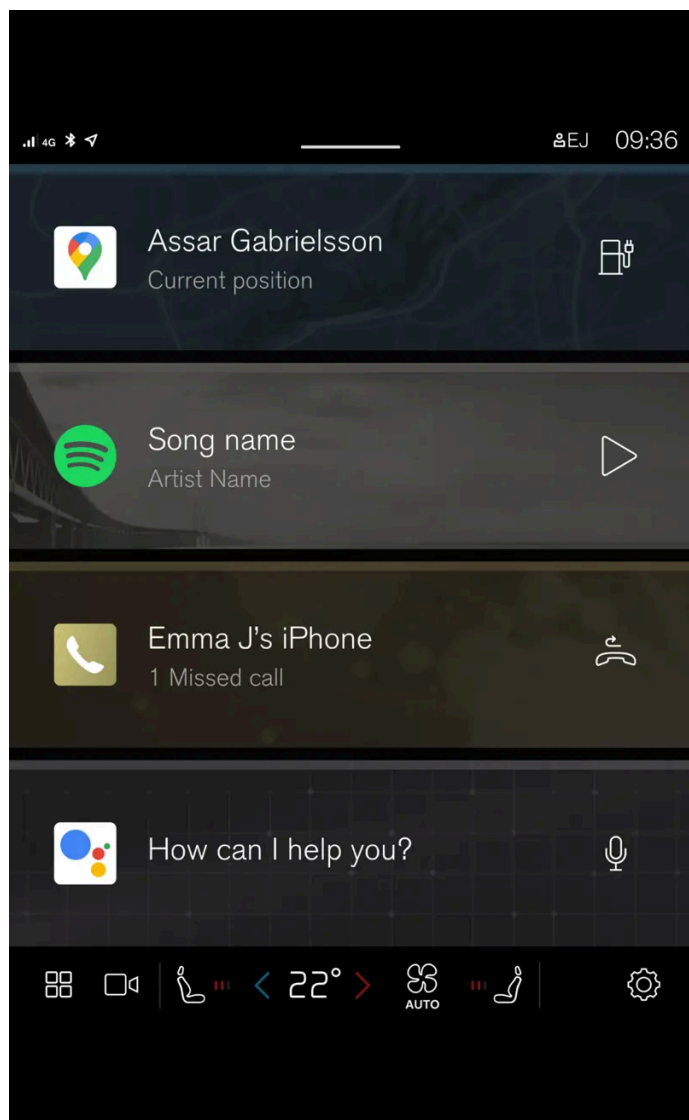 4G
EJ 09:36
Assar Gabrielsson
Current position
Song name
Artist Name
Emma J's iPhone
1 Missed call
How can I help you?
22°
AUTO